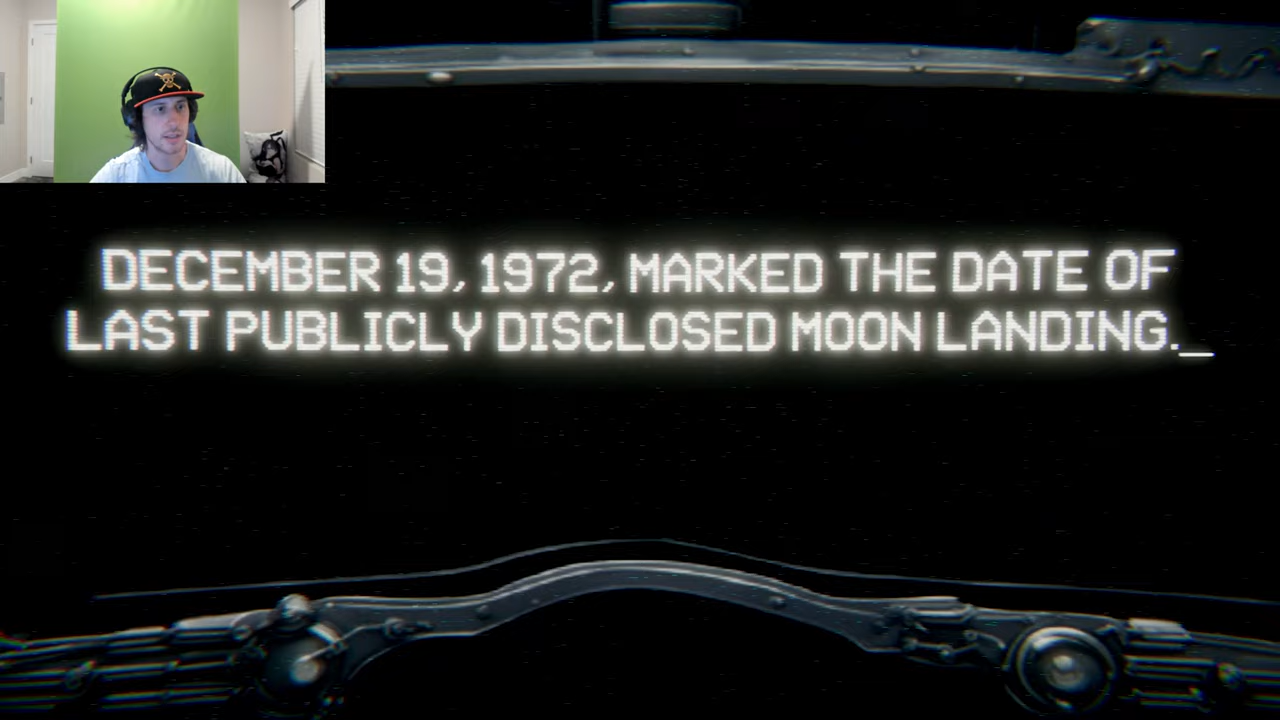 DECEMBER 19, 1972, MARKED THE DATE OF
LAST PUBLICLY DISCLOSED MOON LANDING._